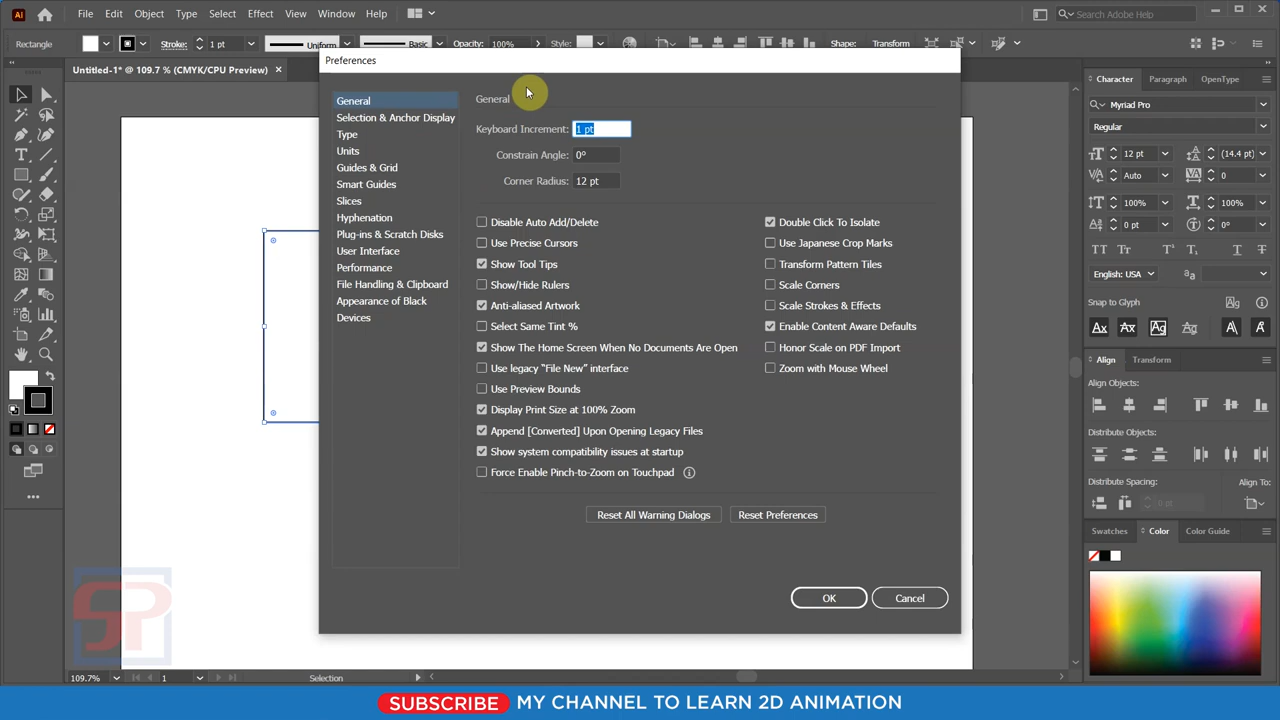 Ai
File Edit Object Type Select Effect View Window Help
Search Adobe Help
Rectangle
Stroke: 1 pt Uniform Basic Opacity: 100% Style: Shape: Transform
Untitled-1* @ 109.7 % (CMYK/CPU Preview) ×
Preferences
General
Selection & Anchor Display
Type
Units
Guides & Grid
Smart Guides
Slices
Hyphenation
Plug-ins & Scratch Disks
User Interface
Performance
File Handling & Clipboard
Appearance of Black
Devices
General
Keyboard Increment: 1 pt
Constrain Angle: 0°
Corner Radius: 12 pt
Disable Auto Add/Delete
Use Precise Cursors
Show Tool Tips
Show/Hide Rulers
Anti-aliased Artwork
Select Same Tint %
Show The Home Screen When No Documents Are Open
Use legacy “File New” interface
Use Preview Bounds
Display Print Size at 100% Zoom
Append [Converted] Upon Opening Legacy Files
Show system compatibility issues at startup
Force Enable Pinch-to-Zoom on Touchpad
Double Click To Isolate
Use Japanese Crop Marks
Transform Pattern Tiles
Scale Corners
Scale Strokes & Effects
Enable Content Aware Defaults
Honor Scale on PDF Import
Zoom with Mouse Wheel
Reset All Warning Dialogs Reset Preferences
OK Cancel
Character Paragraph OpenType
Myriad Pro
Regular
12 pt (14.4 pt)
Auto 0
100% 100%
0 pt 0°
TT Tr T¹ T₁ T T
English: USA
Snap to Glyph
Align Transform
Align Objects:
Distribute Objects:
Distribute Spacing: Align To:
0 pt
Swatches Color Color Guide
SP
109.7% 1 Selection
SUBSCRIBE MY CHANNEL TO LEARN 2D ANIMATION